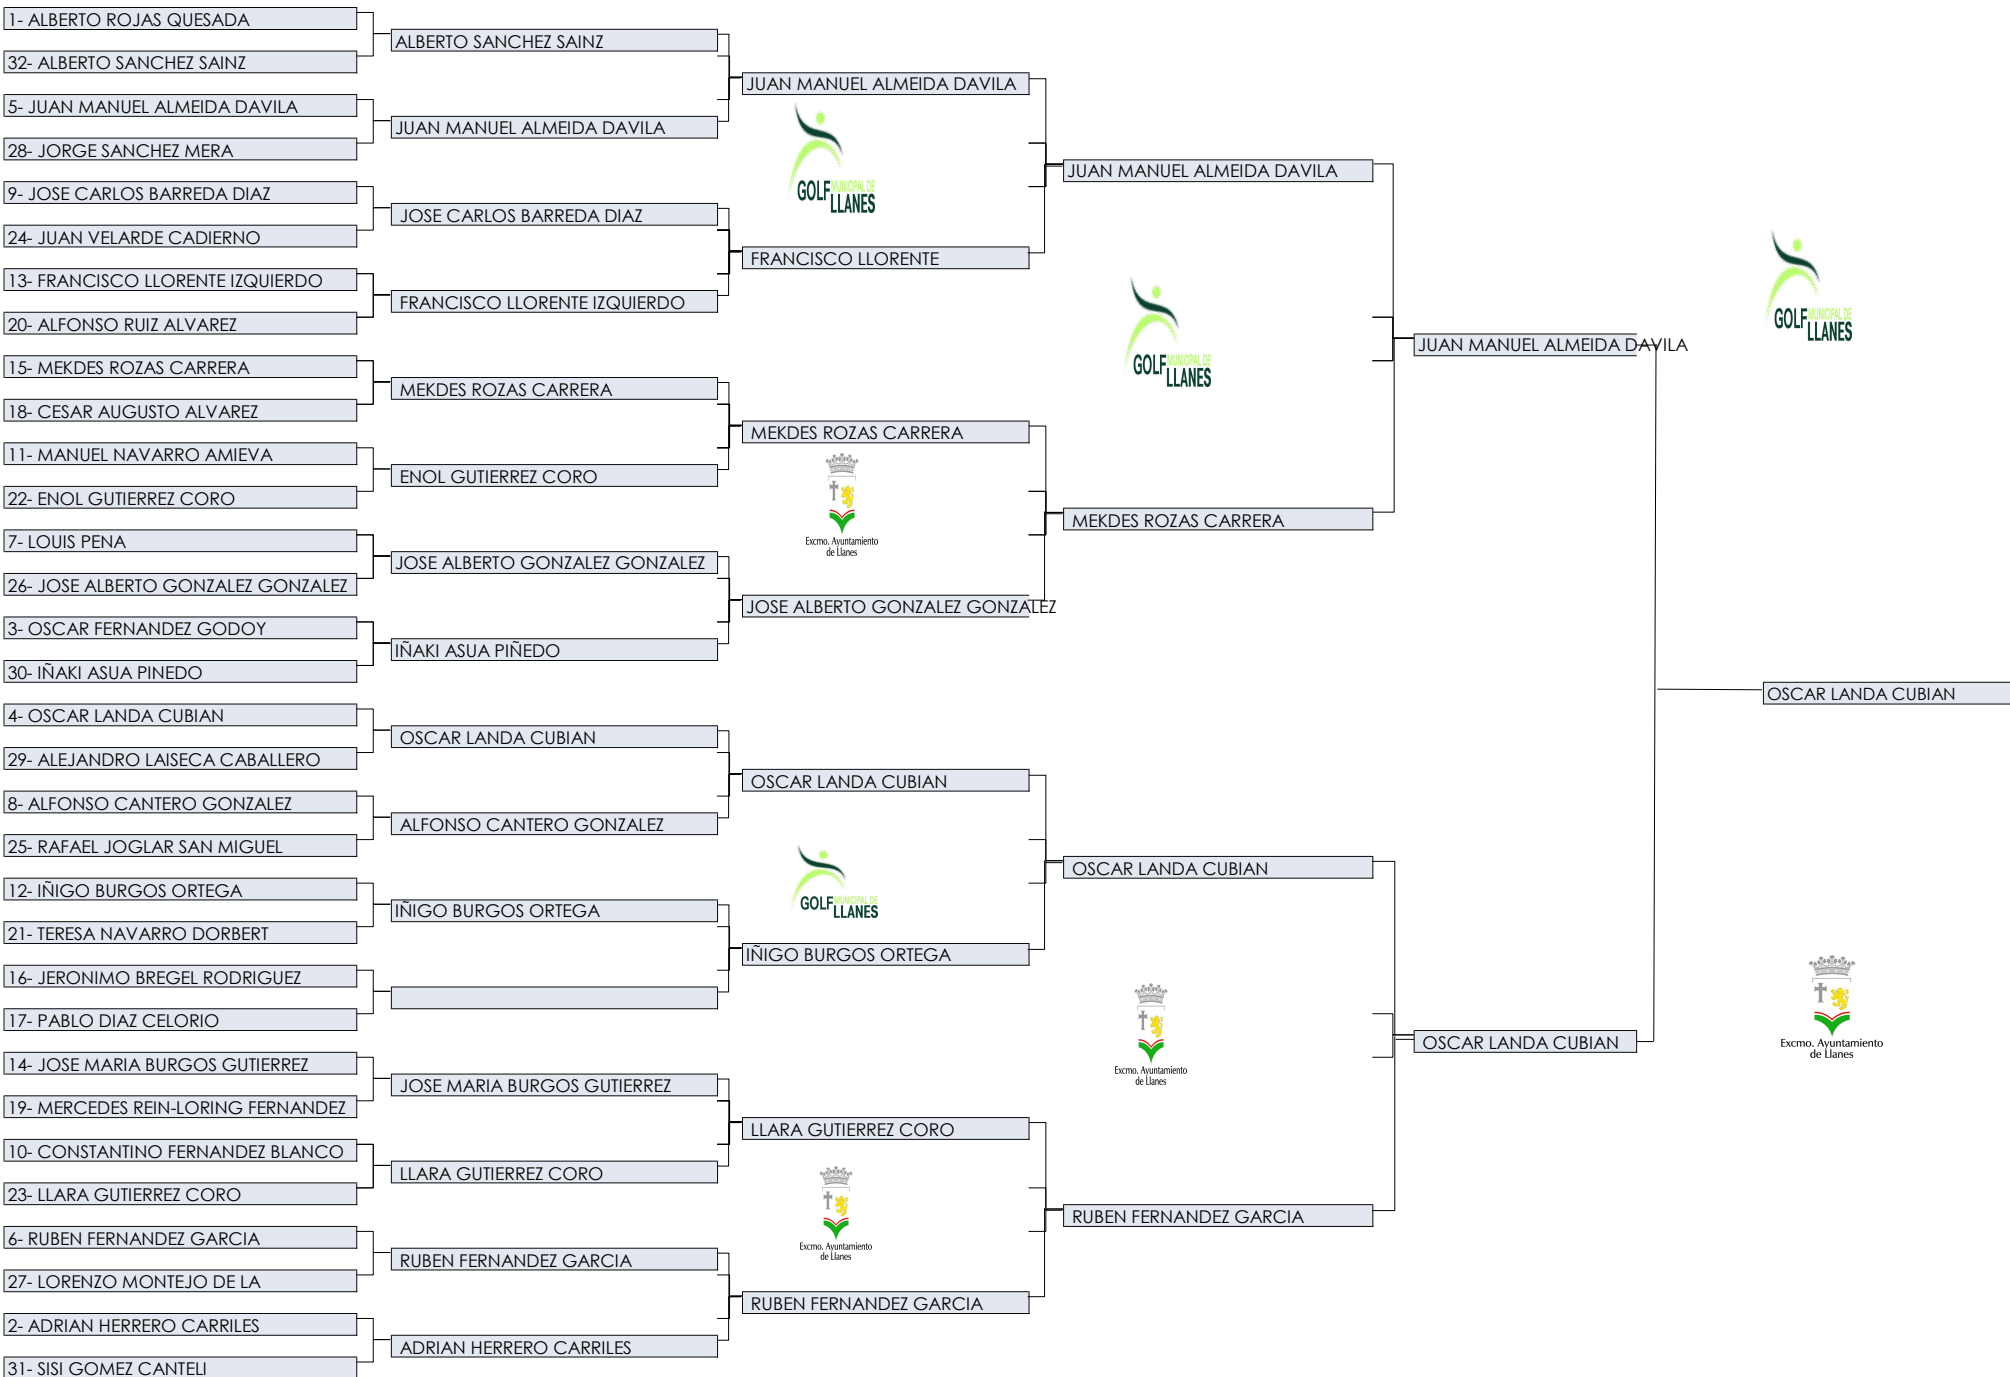 1- ALBERTO ROJAS QUESADA
32- ALBERTO SANCHEZ SAINZ
5- JUAN MANUEL ALMEIDA DAVILA
28- JORGE SANCHEZ MERA
9- JOSE CARLOS BARREDA DIAZ
24- JUAN VELARDE CADIERNO
13- FRANCISCO LLORENTE IZQUIERDO
20- ALFONSO RUIZ ALVAREZ
15- MEKDES ROZAS CARRERA
18- CESAR AUGUSTO ALVAREZ
11- MANUEL NAVARRO AMIEVA
22- ENOL GUTIERREZ CORO
7- LOUIS PENA
26- JOSE ALBERTO GONZALEZ GONZALEZ
3- OSCAR FERNANDEZ GODOY
30- IÑAKI ASUA PINEDO
4- OSCAR LANDA CUBIAN
29- ALEJANDRO LAISECA CABALLERO
8- ALFONSO CANTERO GONZALEZ
25- RAFAEL JOGLAR SAN MIGUEL
12- IÑIGO BURGOS ORTEGA
21- TERESA NAVARRO DORBERT
16- JERONIMO BREGEL RODRIGUEZ
17- PABLO DIAZ CELORIO
14- JOSE MARIA BURGOS GUTIERREZ
19- MERCEDES REIN-LORING FERNANDEZ
10- CONSTANTINO FERNANDEZ BLANCO
23- LLARA GUTIERREZ CORO
6- RUBEN FERNANDEZ GARCIA
27- LORENZO MONTEJO DE LA
2- ADRIAN HERRERO CARRILES
31- SISI GOMEZ CANTELI
ALBERTO SANCHEZ SAINZ
JUAN MANUEL ALMEIDA DAVILA
JOSE CARLOS BARREDA DIAZ
FRANCISCO LLORENTE IZQUIERDO
MEKDES ROZAS CARRERA
ENOL GUTIERREZ CORO
JOSE ALBERTO GONZALEZ GONZALEZ
IÑAKI ASUA PIÑEDO
OSCAR LANDA CUBIAN
ALFONSO CANTERO GONZALEZ
IÑIGO BURGOS ORTEGA
JOSE MARIA BURGOS GUTIERREZ
LLARA GUTIERREZ CORO
RUBEN FERNANDEZ GARCIA
ADRIAN HERRERO CARRILES
JUAN MANUEL ALMEIDA DAVILA
GOLF MUNICIPAL DE
LLANES
FRANCISCO LLORENTE
MEKDES ROZAS CARRERA
Excmo. Ayuntamiento
de Llanes
JOSE ALBERTO GONZALEZ GONZALEZ
OSCAR LANDA CUBIAN
GOLF MUNICIPAL DE
LLANES
IÑIGO BURGOS ORTEGA
LLARA GUTIERREZ CORO
Excmo. Ayuntamiento
de Llanes
RUBEN FERNANDEZ GARCIA
JUAN MANUEL ALMEIDA DAVILA
GOLF MUNICIPAL DE
LLANES
MEKDES ROZAS CARRERA
OSCAR LANDA CUBIAN
Excmo. Ayuntamiento
de Llanes
RUBEN FERNANDEZ GARCIA
JUAN MANUEL ALMEIDA DAVILA
OSCAR LANDA CUBIAN
GOLF MUNICIPAL DE
LLANES
OSCAR LANDA CUBIAN
Excmo. Ayuntamiento
de Llanes